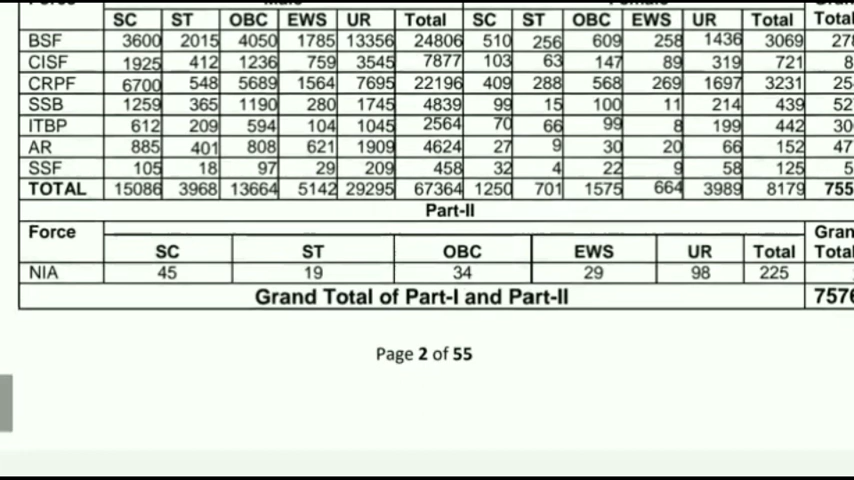 SC ST OBC EWS UR Total SC ST OBC EWS UR Total Total
BSF 3600 2015 4050 1785 13356 24806 510 256 609 258 1436 3069
CISF 1925 412 1236 759 3545 7877 103 63 147 89 319 721
CRPF 6700 548 5689 1564 7695 22196 409 288 568 269 1697 3231
SSB 1259 365 1190 280 1745 4839 99 15 100 11 214 439
ITBP 612 209 594 104 1045 2564 70 66 99 8 199 442
AR 885 401 808 621 1909 4624 27 9 30 20 66 152
SSF 105 18 97 29 209 458 32 4 22 9 58 125
TOTAL 15086 3968 13664 5142 29295 67364 1250 701 1575 664 3989 8179
Part-II
Force
SC ST OBC EWS UR Total Total
NIA 45 19 34 29 98 225
Grand Total of Part-I and Part-II
Page 2 of 55